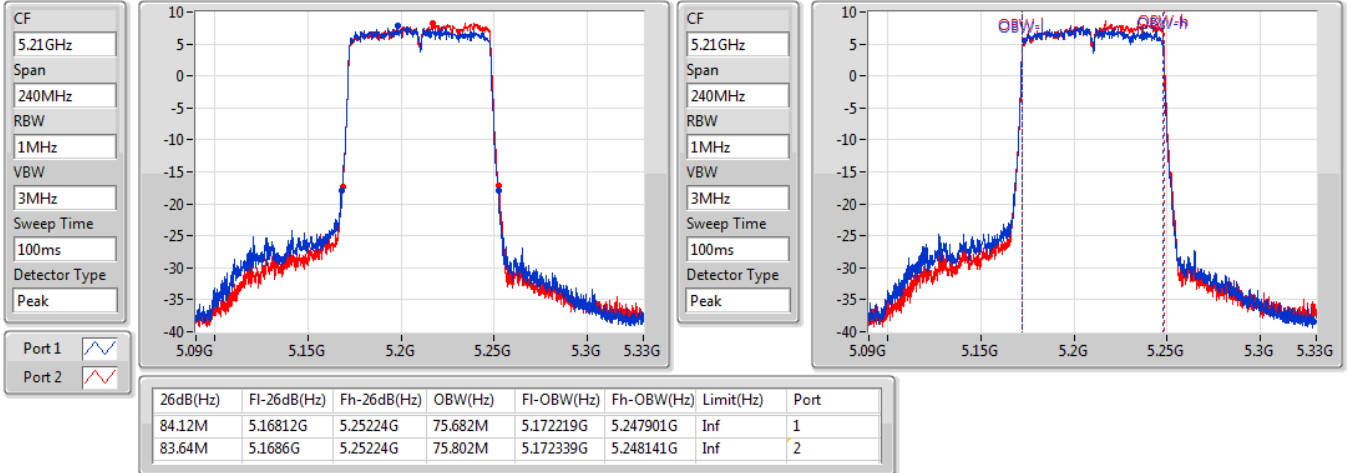 CF
5.21GHz
Span
240MHz
RBW
1MHz
VBW
3MHz
Sweep Time
100ms
Detector Type
Peak
10
5
0
-5
-10
-15
-20
-25
-30
-35
-40
5.09G 5.15G 5.2G 5.25G 5.3G 5.33G
CF
5.21GHz
Span
240MHz
RBW
1MHz
VBW
3MHz
Sweep Time
100ms
Detector Type
Peak
OBW-l OBW-h
10
5
0
-5
-10
-15
-20
-25
-30
-35
-40
5.09G 5.15G 5.2G 5.25G 5.3G 5.33G
Port 1
Port 2
26dB(Hz) Fl-26dB(Hz) Fh-26dB(Hz) OBW(Hz) Fl-OBW(Hz) Fh-OBW(Hz) Limit(Hz) Port
84.12M 5.16812G 5.25224G 75.682M 5.172219G 5.247901G Inf 1
83.64M 5.1686G 5.25224G 75.802M 5.172339G 5.248141G Inf 2